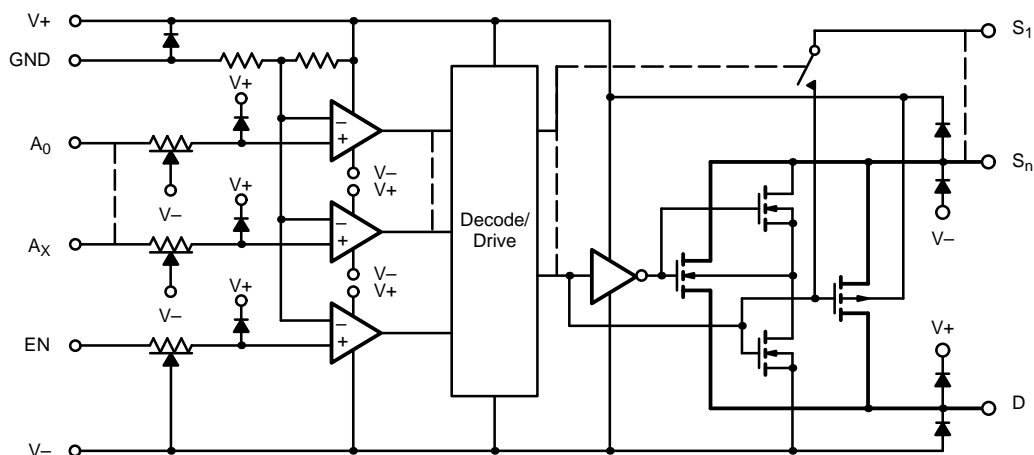 V+
S1
GND
V+
–
+
A0
Sn
V–
V+
V–
V+
–
+
Decode/
Drive
V–
AX
V–
V+
V–
V+
–
+
V+
EN
D
V–